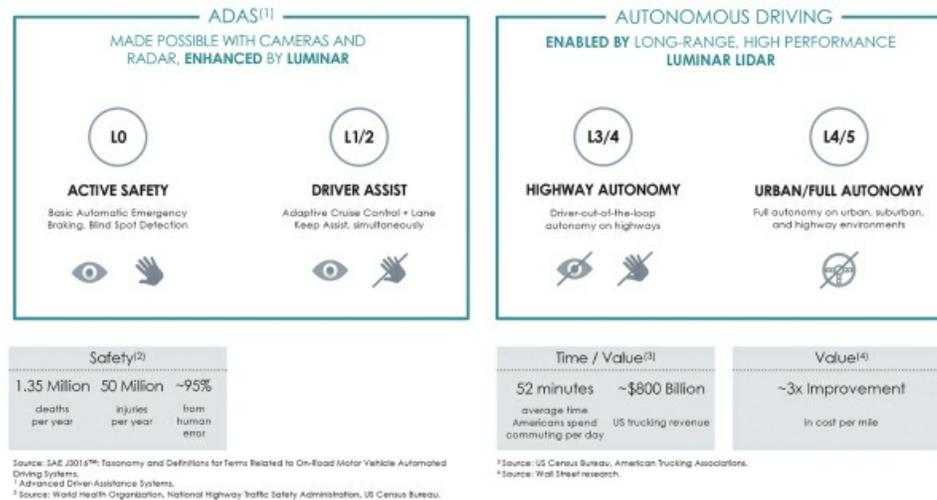 ADAS(1)
MADE POSSIBLE WITH CAMERAS AND
RADAR, ENHANCED BY LUMINAR
L0
ACTIVE SAFETY
Basic Automatic Emergency
Braking, Blind Spot Detection
L1/2
DRIVER ASSIST
Adaptive Cruise Control + Lane
Keep Assist, simultaneously
AUTONOMOUS DRIVING
ENABLED BY LONG-RANGE, HIGH PERFORMANCE
LUMINAR LIDAR
L3/4
HIGHWAY AUTONOMY
Driver-out-of-the-loop
autonomy on highways
L4/5
URBAN/FULL AUTONOMY
Full autonomy on urban, suburban,
and highway environments
Safety(2)
1.35 Million 50 Million ~95%
deaths
per year
injuries
per year
from
human
error
Time / Value(3)
52 minutes ~$800 Billion
average time
Americans spend
commuting per day
US trucking revenue
Value(4)
~3x Improvement
in cost per mile
Source: SAE J3016™: Taxonomy and Definitions for Terms Related to On-Road Motor Vehicle Automated
Driving Systems.
1 Advanced Driver-Assistance Systems.
2 Source: World Health Organization, National Highway Traffic Safety Administration, US Census Bureau.
3 Source: US Census Bureau, American Trucking Associations.
4 Source: Wall Street research.